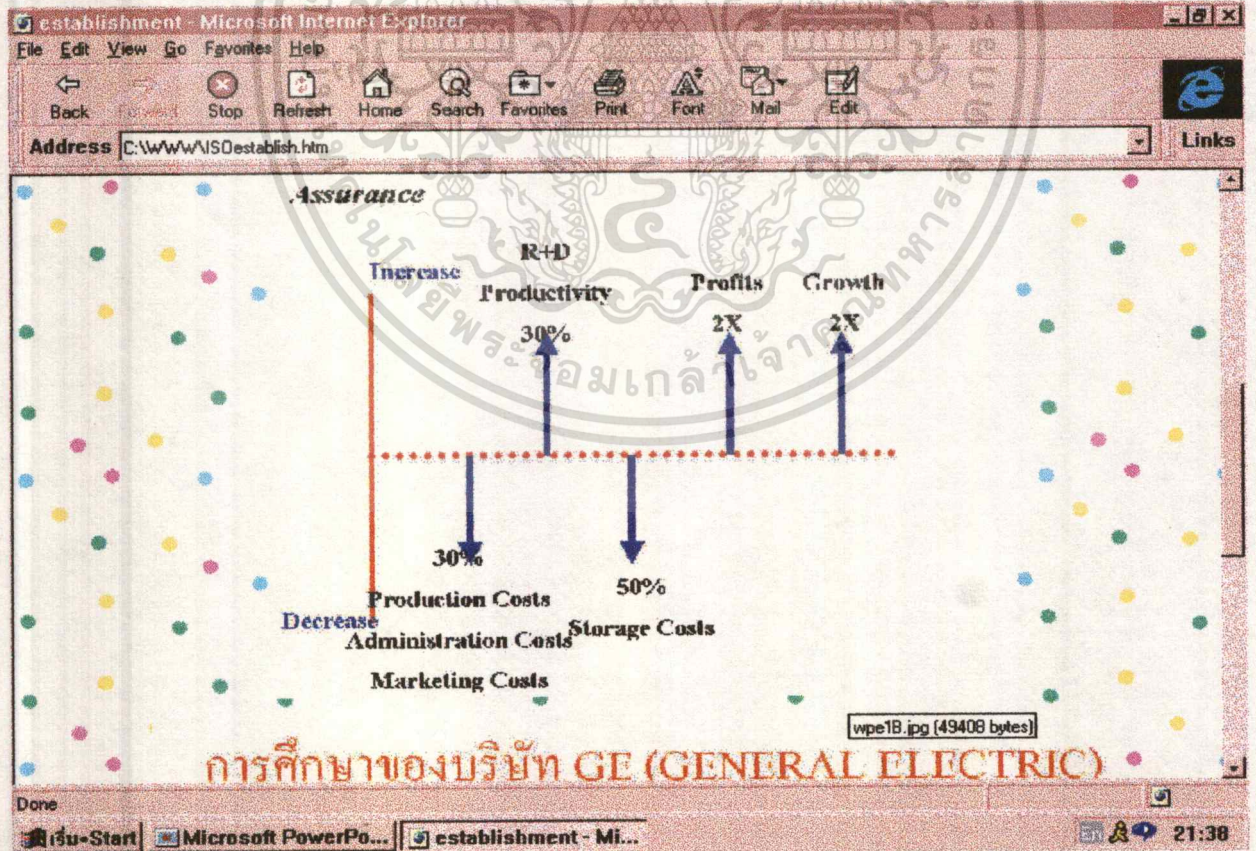 establishment - Microsoft Internet Explorer
File Edit View Go Favorites Help
Back Forward Stop Refresh Home Search Favorites Print Font Mail Edit
Address C:\WWW\ISOestablish.htm Links
Assurance
Increase
R+D
Productivity
30%
Profits
2X
Growth
2X
30%
Production Costs
Administration Costs
Marketing Costs
50%
Storage Costs
Decrease
wpe1B.jpg (49408 bytes)
การศึกษาของบริษัท GE (GENERAL ELECTRIC)
Done
เริ่ม-Start Microsoft PowerPo... establishment - Mi... En 21:38